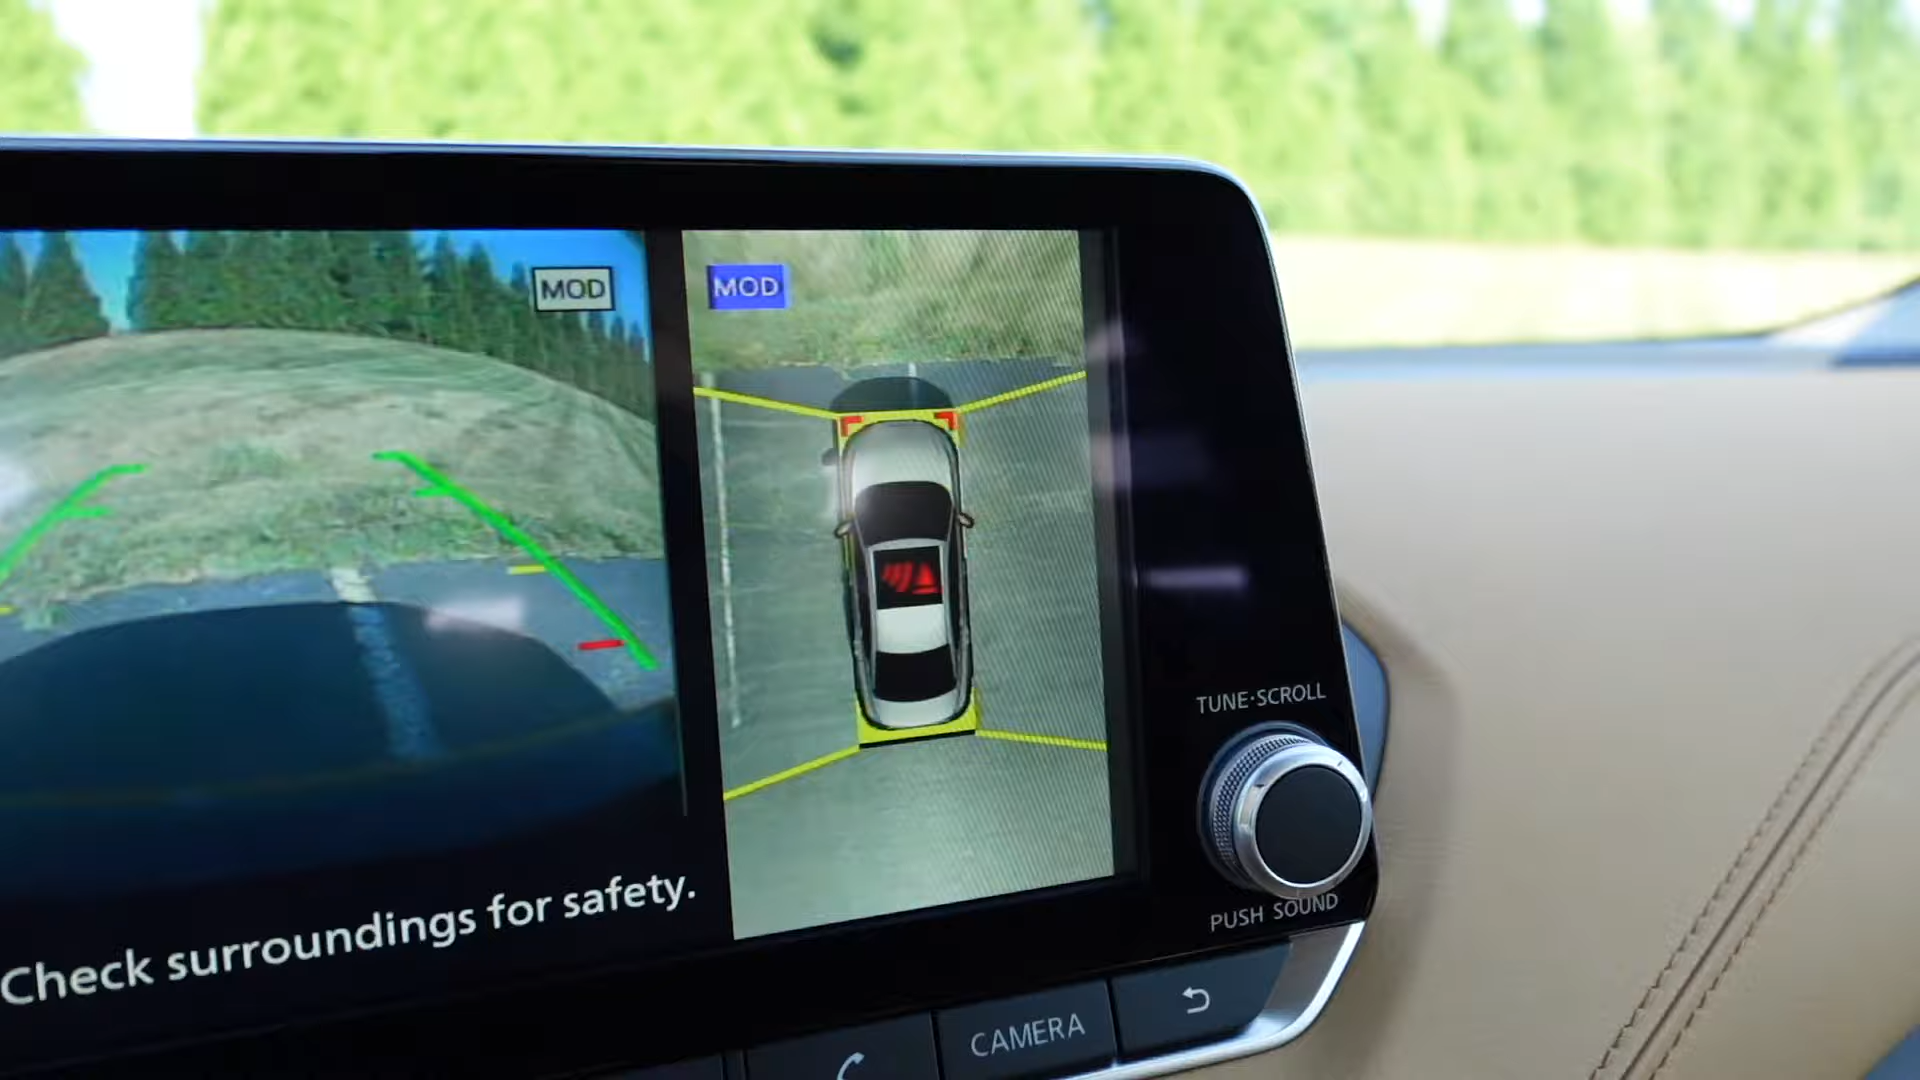 MOD
MOD
TUNE·SCROLL
PUSH SOUND
Check surroundings for safety.
CAMERA